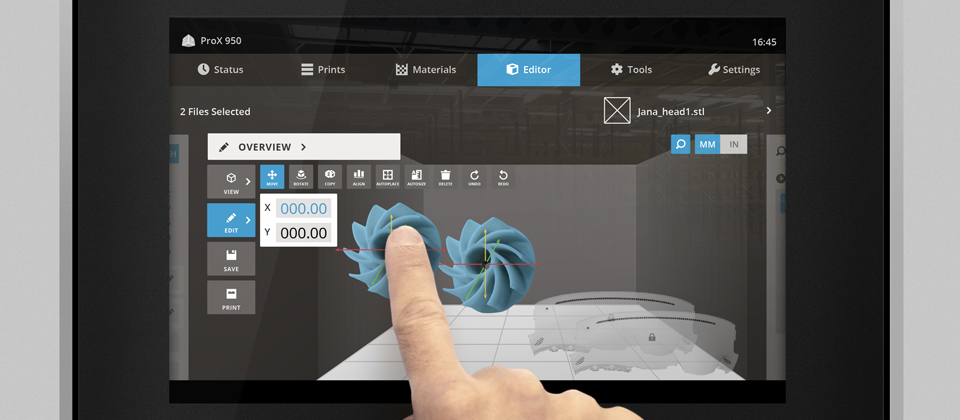 ProX 950
16:45
Status
Prints
Materials
Editor
Tools
Settings
2 Files Selected
Jana_head1.stl
OVERVIEW
MM
IN
VIEW
MOVE
ROTATE
COPY
ALIGN
AUTOPLACE
AUTOSIZE
DELETE
UNDO
REDO
X 000.00
EDIT
Y 000.00
SAVE
PRINT